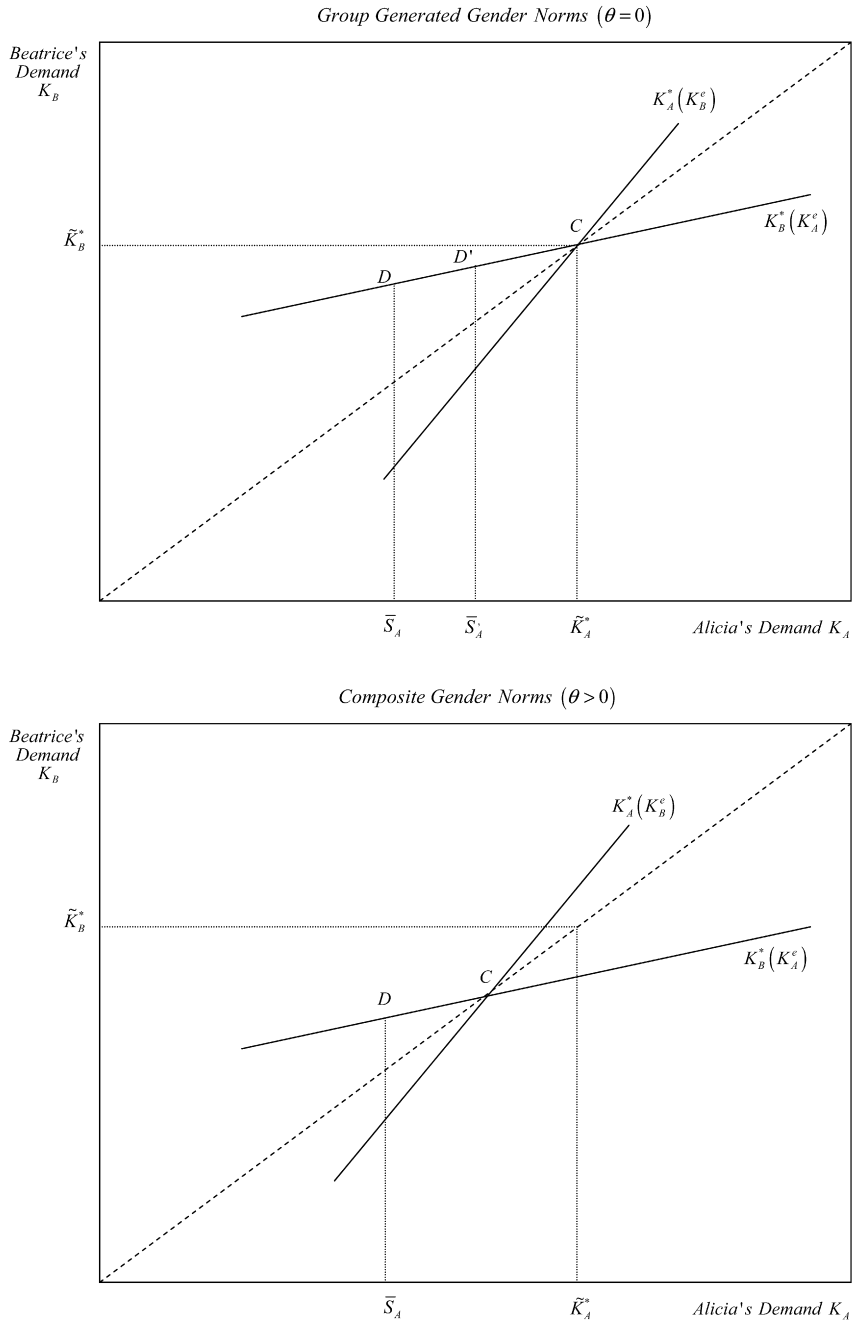 Group Generated Gender Norms (θ=0)
Beatrice's
Demand
K_B
K_A^*(K_B^e)
K_B^*(K_A^e)
C
K̃_B^*
D'
D
S̅_A
S̅_A^'
K̃_A^*
Alicia's Demand K_A
Composite Gender Norms (θ>0)
Beatrice's
Demand
K_B
K_A^*(K_B^e)
K̃_B^*
K_B^*(K_A^e)
C
D
S̅_A
K̃_A^*
Alicia's Demand K_A